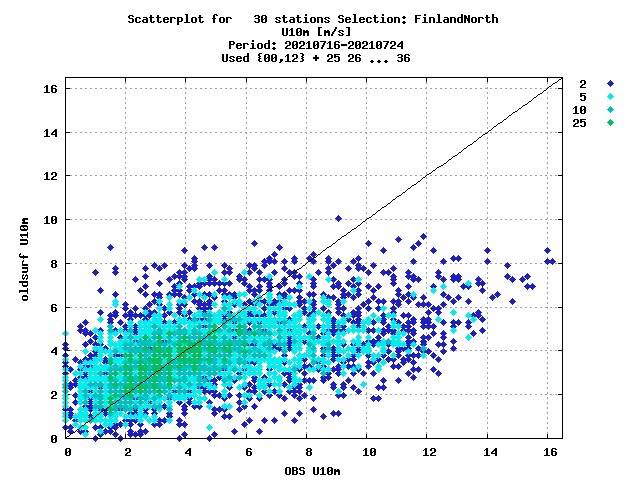 Scatterplot for 30 stations Selection: FinlandNorth
U10m [m/s]
Period: 20210716-20210724
Used {00,12} + 25 26 ... 36
2
5
10
25
16
14
12
10
8
6
4
2
0
oldsurf U10m
0 2 4 6 8 10 12 14 16
OBS U10m